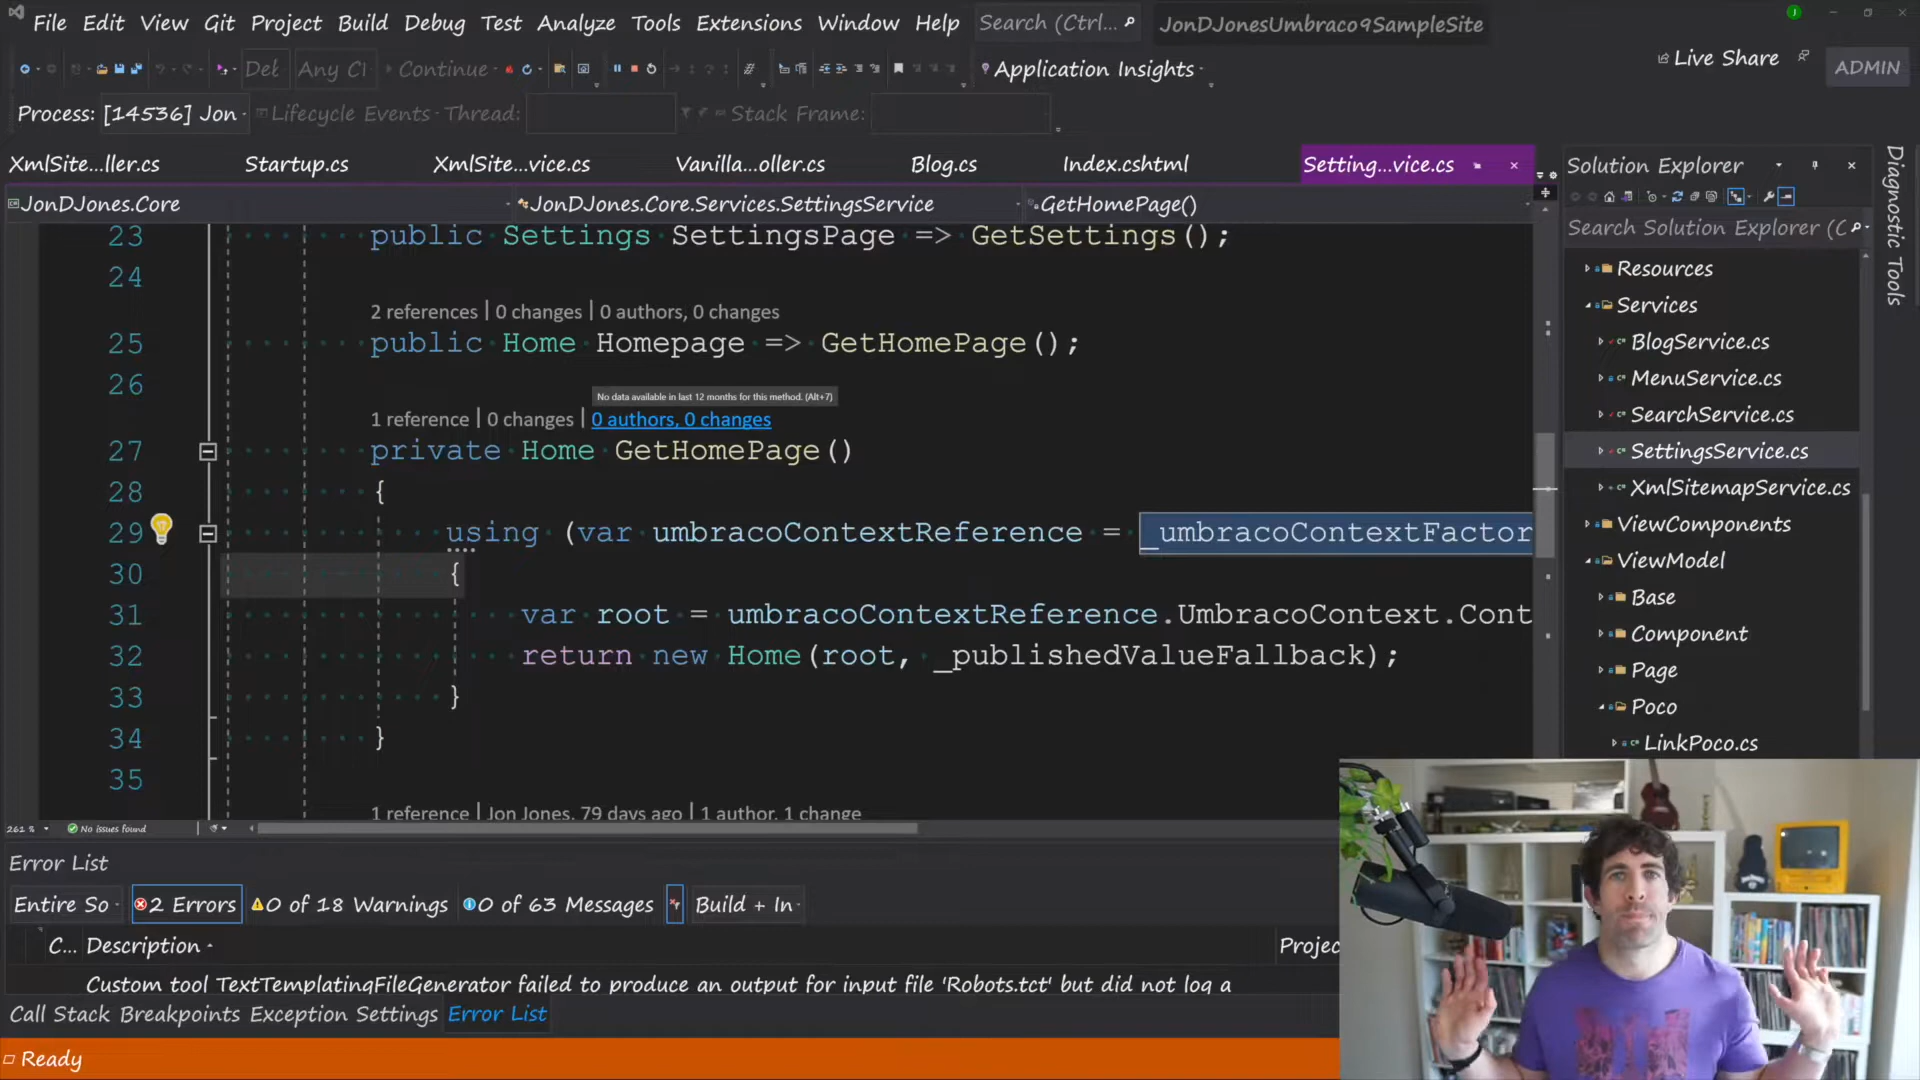 File Edit View Git Project Build Debug Test Analyze Tools Extensions Window Help Search (Ctrl... JonDJonesUmbraco9SampleSite
Live Share
ADMIN
Deb Any CI Continue Application Insights
Process: [14536] Jon Lifecycle Events Thread: Stack Frame:
XmlSite...ller.cs Startup.cs XmlSite...vice.cs Vanilla...oller.cs Blog.cs Index.cshtml Setting...vice.cs
JonDJones.Core JonDJones.Core.Services.SettingsService GetHomePage()
23 public Settings SettingsPage => GetSettings();
24
2 references | 0 changes | 0 authors, 0 changes
25 public Home Homepage => GetHomePage();
26
No data available in last 12 months for this method. (Alt+7)
1 reference | 0 changes | 0 authors, 0 changes
27 private Home GetHomePage()
28 {
29 using (var umbracoContextReference = _umbracoContextFactor
30 {
31 var root = umbracoContextReference.UmbracoContext.Cont
32 return new Home(root, _publishedValueFallback);
33 }
34 }
35
1 reference | Jon Jones, 79 days ago | 1 author, 1 change
261 % No issues found
Solution Explorer
Search Solution Explorer (C
Resources
Services
BlogService.cs
MenuService.cs
SearchService.cs
SettingsService.cs
XmlSitemapService.cs
ViewComponents
ViewModel
Base
Component
Page
Poco
LinkPoco.cs
Diagnostic Tools
Error List
Entire So 2 Errors 0 of 18 Warnings 0 of 63 Messages Build + In
C... Description Projec
Custom tool TextTemplatingFileGenerator failed to produce an output for input file 'Robots.tct' but did not log a
Call Stack Breakpoints Exception Settings Error List
Ready